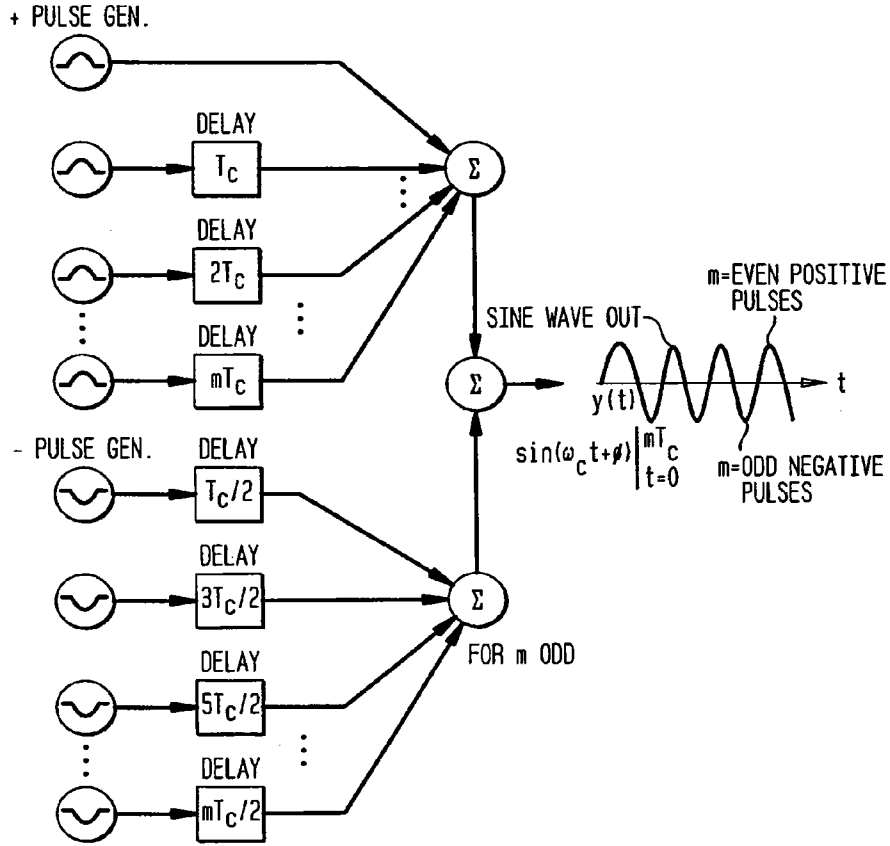 + PULSE GEN.
DELAY
T_c
DELAY
2T_c
DELAY
mT_c
Σ
- PULSE GEN.
DELAY
T_c/2
DELAY
3T_c/2
DELAY
5T_c/2
DELAY
mT_c/2
Σ
FOR m ODD
Σ
SINE WAVE OUT
m=EVEN POSITIVE
PULSES
t
y(t)
sin(ω_c t+ø)|mT_c
t=0
m=ODD NEGATIVE
PULSES